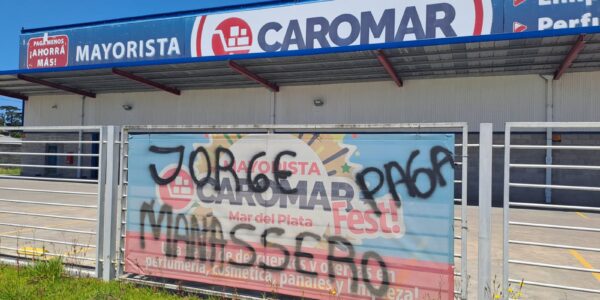 PAGA MENOS
¡AHORRÁ
MÁS!
MAYORISTA
CAROMAR
Perfu
JORGE PAGA
MANASSERO
MAYORISTA
CAROMAR
Mar del Plata
Fest!
perfumería, cosmética, pañales y limpieza!